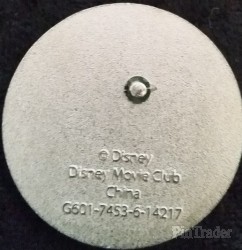 © Disney
Disney Movie Club
China
G601-7453-6-14217
PinTrader